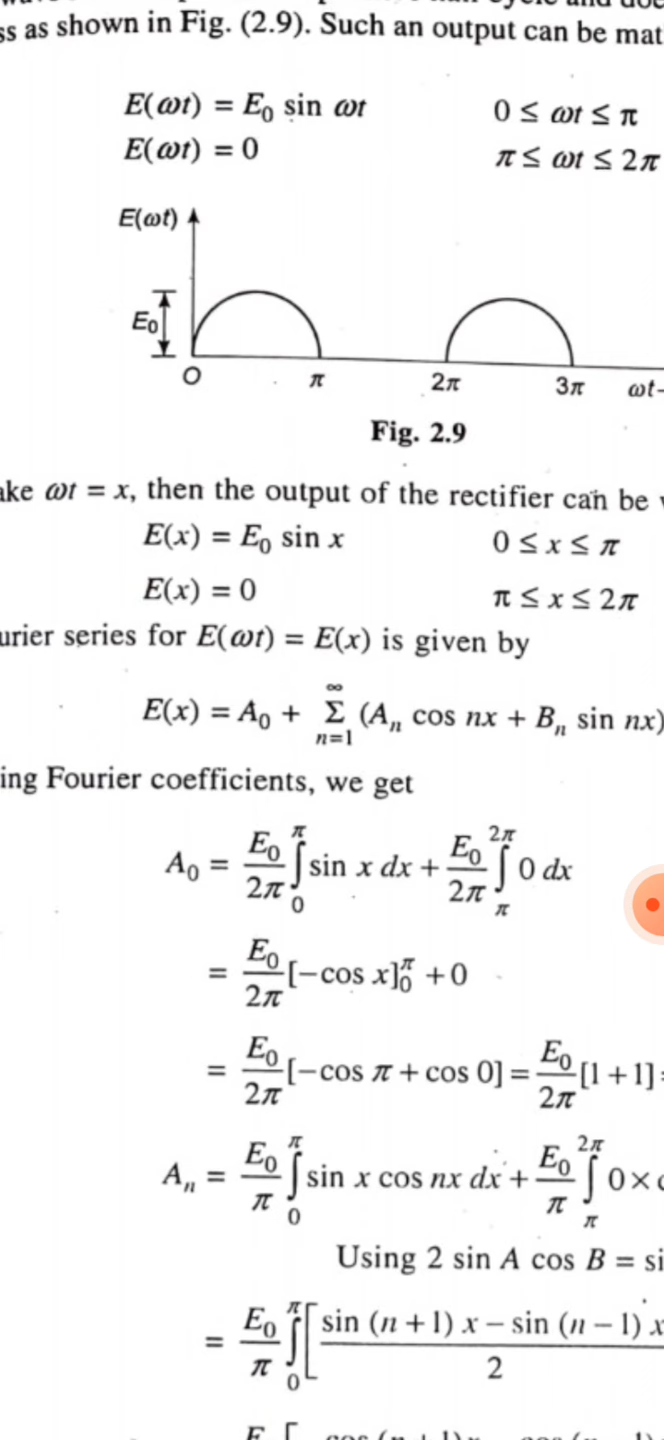 ss as shown in Fig. (2.9). Such an output can be mat
E(ωt) = E₀ sin ωt 0 ≤ ωt ≤ π
E(ωt) = 0 π ≤ ωt ≤ 2π
E(ωt)
E₀
O π 2π 3π ωt
Fig. 2.9
ake ωt = x, then the output of the rectifier can be
E(x) = E₀ sin x 0 ≤ x ≤ π
E(x) = 0 π ≤ x ≤ 2π
urier series for E(ωt) = E(x) is given by
E(x) = A₀ + ∑_{n=1}^{∞} (Aₙ cos nx + Bₙ sin nx)
ing Fourier coefficients, we get
A₀ = E₀/2π ∫₀^π sin x dx + E₀/2π ∫_π^{2π} 0 dx
= E₀/2π [−cos x]₀^π + 0
= E₀/2π [−cos π + cos 0] = E₀/2π [1 + 1] =
Aₙ = E₀/π ∫₀^π sin x cos nx dx + E₀/π ∫_π^{2π} 0 ×
Using 2 sin A cos B = si
= E₀/π ∫₀^π [ sin (n + 1) x − sin (n − 1) x / 2